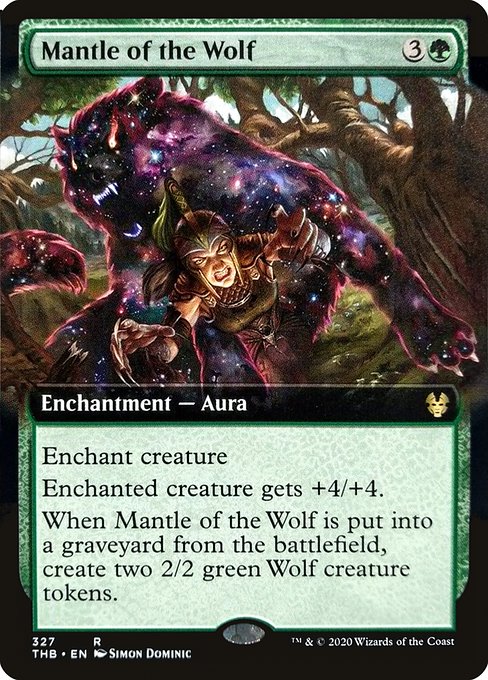 Mantle of the Wolf 3
Enchantment — Aura
Enchant creature
Enchanted creature gets +4/+4.
When Mantle of the Wolf is put into
a graveyard from the battlefield,
create two 2/2 green Wolf creature
tokens.
327 R
THB • EN Simon Dominic
™ & © 2020 Wizards of the Coast